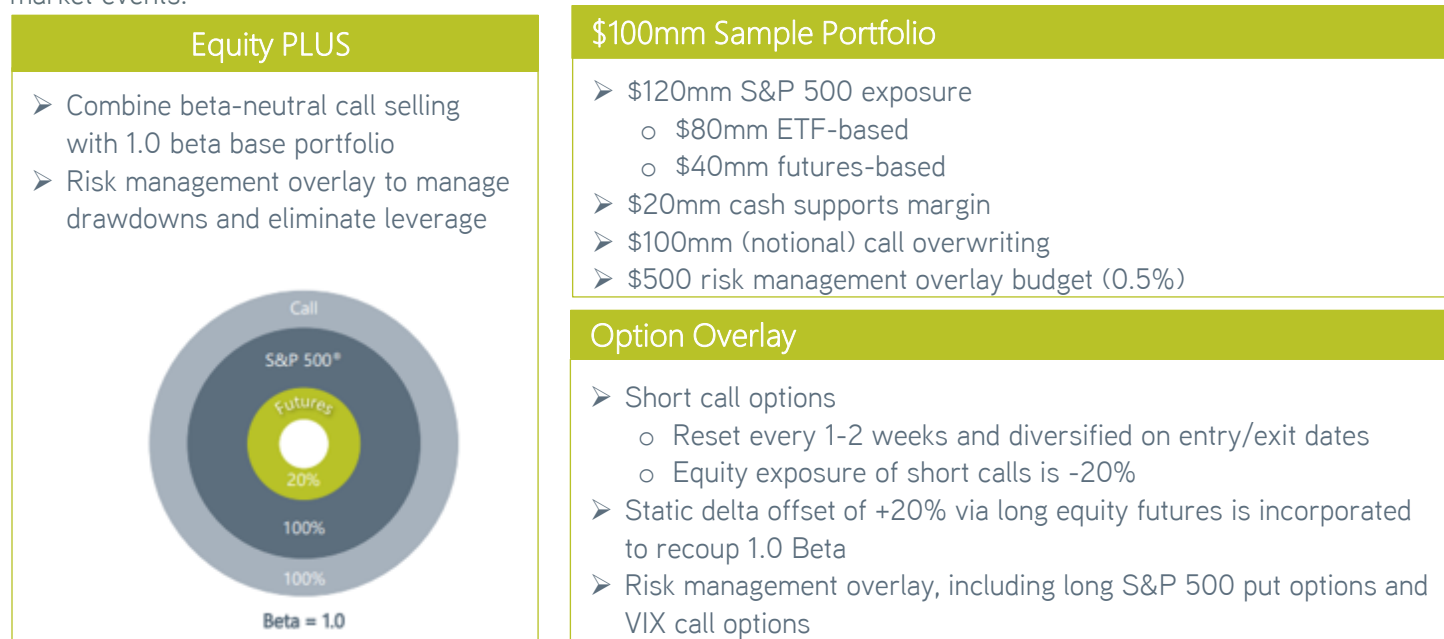 market events.
Equity PLUS
➢ Combine beta-neutral call selling
with 1.0 beta base portfolio
➢ Risk management overlay to manage
drawdowns and eliminate leverage
Call
S&P 500®
Futures
20%
100%
100%
Beta = 1.0
$100mm Sample Portfolio
➢ $120mm S&P 500 exposure
o $80mm ETF-based
o $40mm futures-based
➢ $20mm cash supports margin
➢ $100mm (notional) call overwriting
➢ $500 risk management overlay budget (0.5%)
Option Overlay
➢ Short call options
o Reset every 1-2 weeks and diversified on entry/exit dates
o Equity exposure of short calls is -20%
➢ Static delta offset of +20% via long equity futures is incorporated
to recoup 1.0 Beta
➢ Risk management overlay, including long S&P 500 put options and
VIX call options